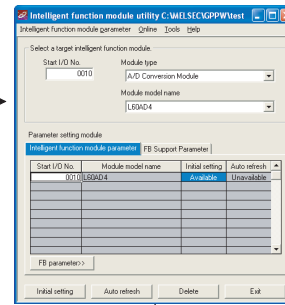 Intelligent function module utility C:\MELSEC\GPPW\test
Intelligent function module parameter Online Tools Help
Select a target intelligent function module.
Start I/O No. Module type
0010 A/D Conversion Module
Module model name
L60AD4
Parameter setting module
Intelligent function module parameter FB Support Parameter
Start I/O No. Module model name Initial setting Auto refresh
0010 L60AD4 Available Unavailable
FB parameter>>
Initial setting Auto refresh Delete Exit